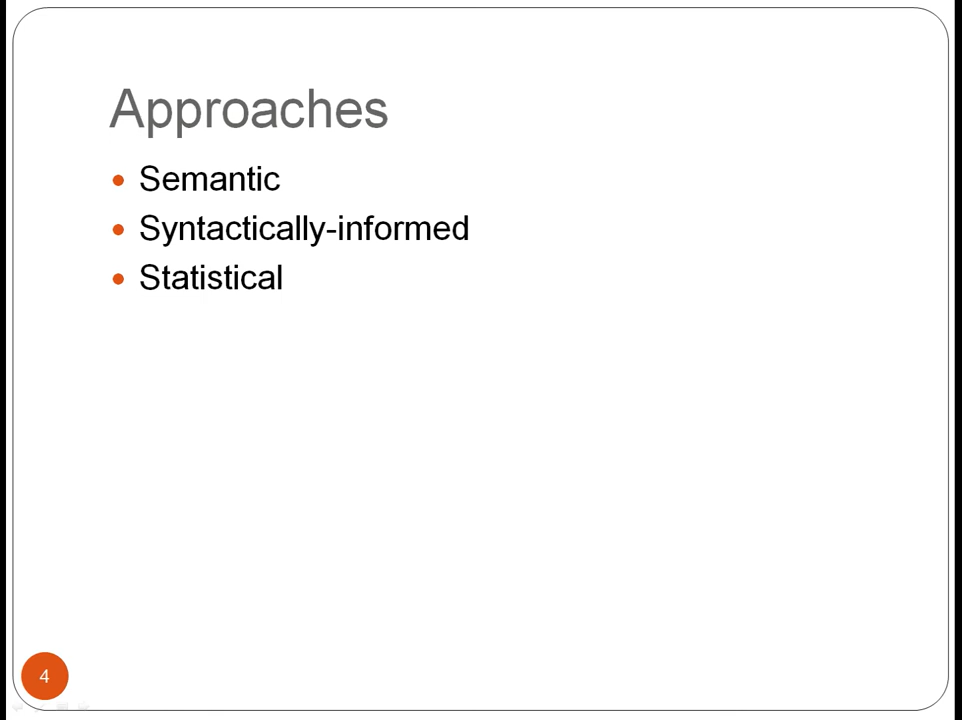 Approaches
• Semantic
• Syntactically-informed
• Statistical
4